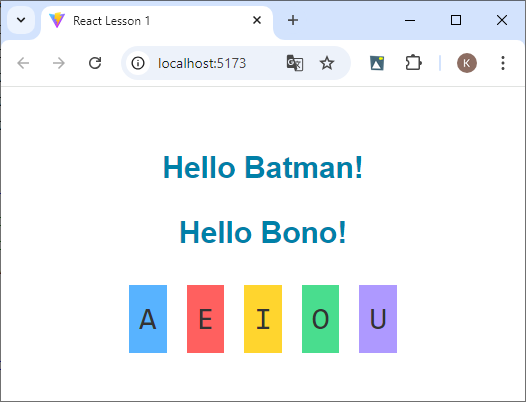 React Lesson 1
localhost:5173
K
Hello Batman!
Hello Bono!
A E I O U